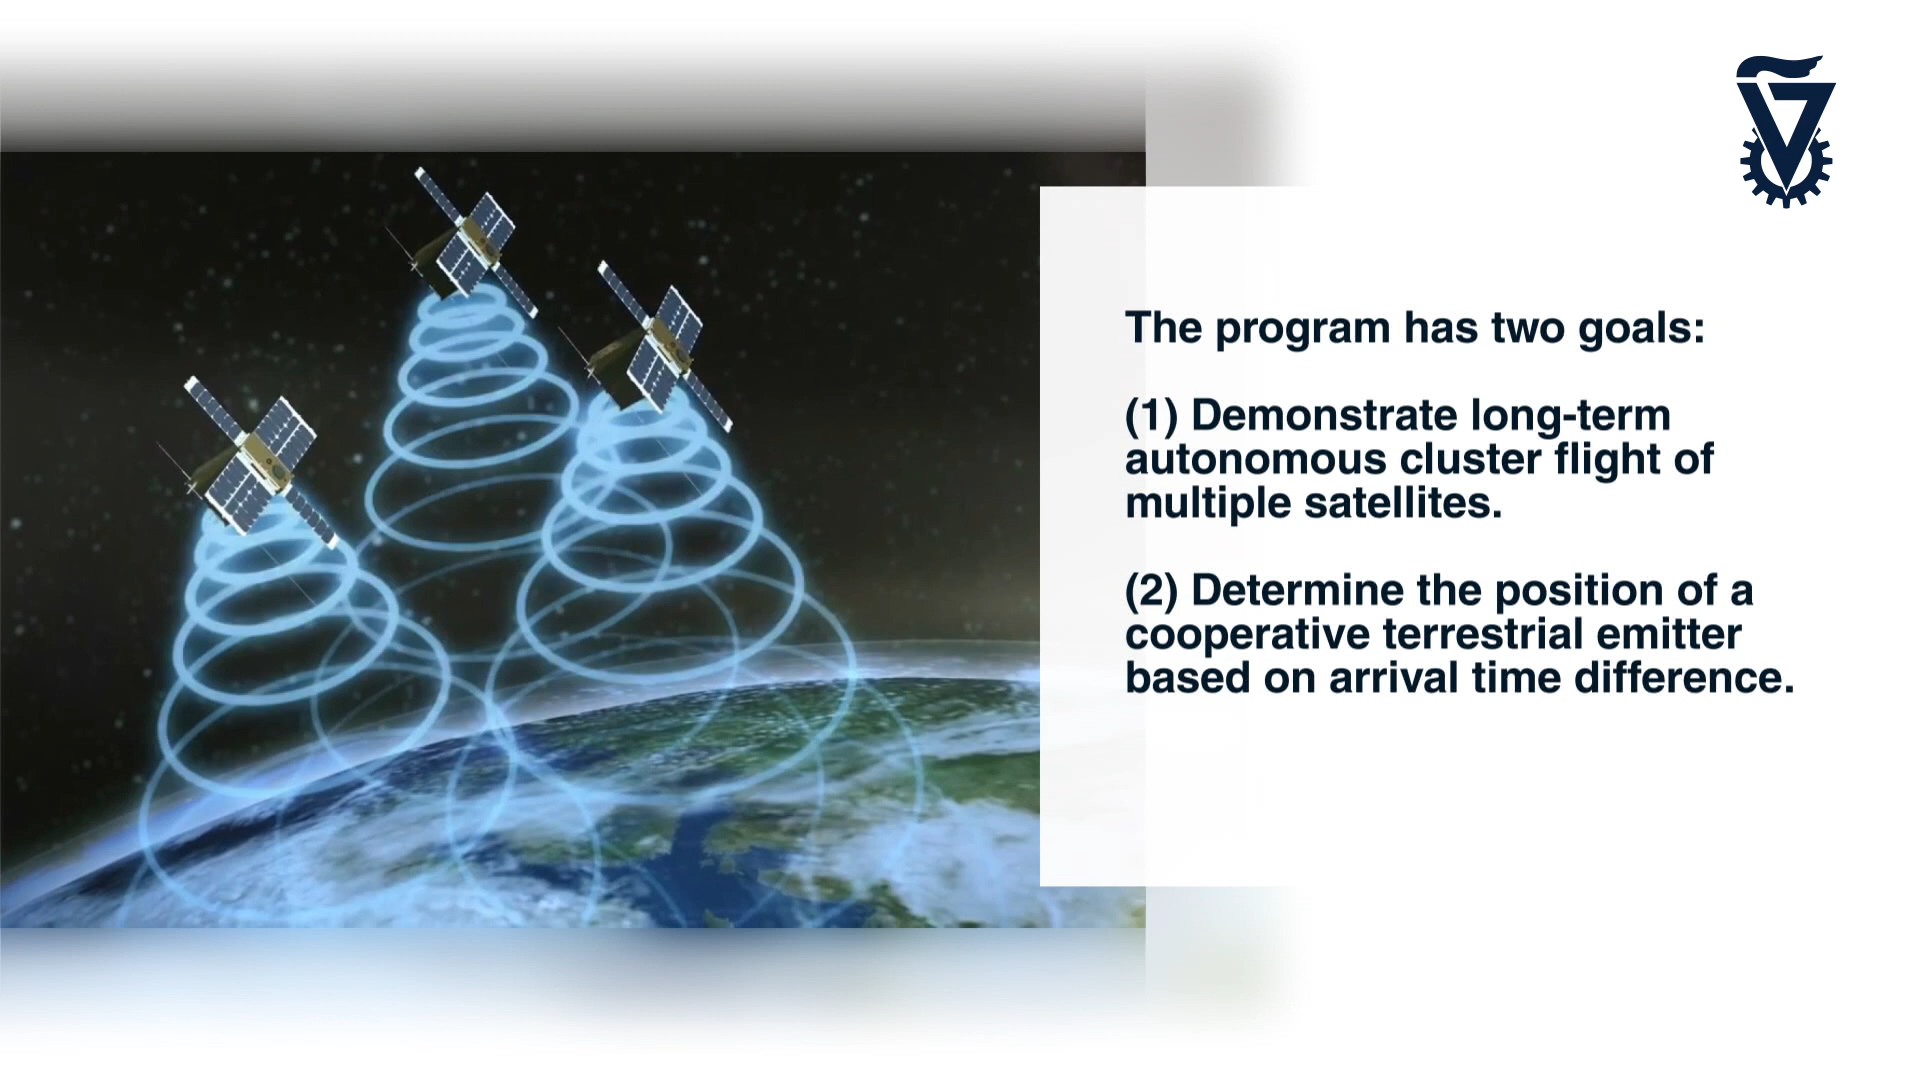 The program has two goals:
(1) Demonstrate long-term
autonomous cluster flight of
multiple satellites.
(2) Determine the position of a
cooperative terrestrial emitter
based on arrival time difference.